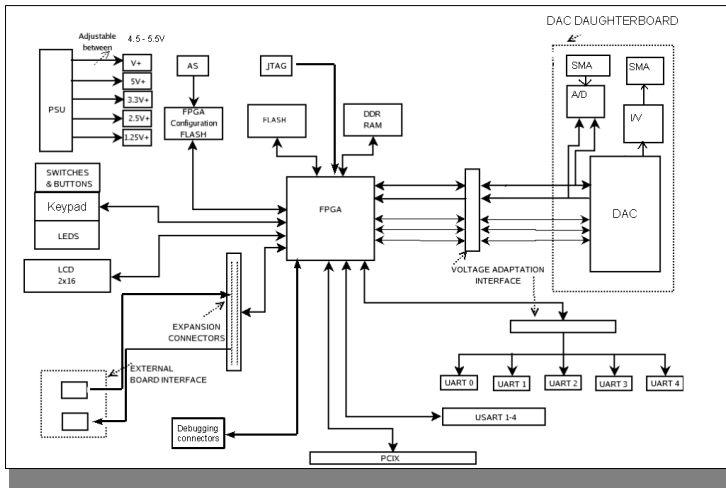 DAC DAUGHTERBOARD
Adjustable
between
4.5 - 5.5V
PSU
V+
5V+
3.3V+
2.5V+
1.25V+
AS
FPGA
Configuration
FLASH
JTAG
FLASH
DDR
RAM
SMA
SMA
A/D
I/V
SWITCHES
& BUTTONS
Keypad
LEDS
FPGA
DAC
LCD
2x16
VOLTAGE ADAPTATION
INTERFACE
EXPANSION
CONNECTORS
EXTERNAL
BOARD INTERFACE
UART 0
UART 1
UART 2
UART 3
UART 4
USART 1-4
Debugging
connectors
PCIX